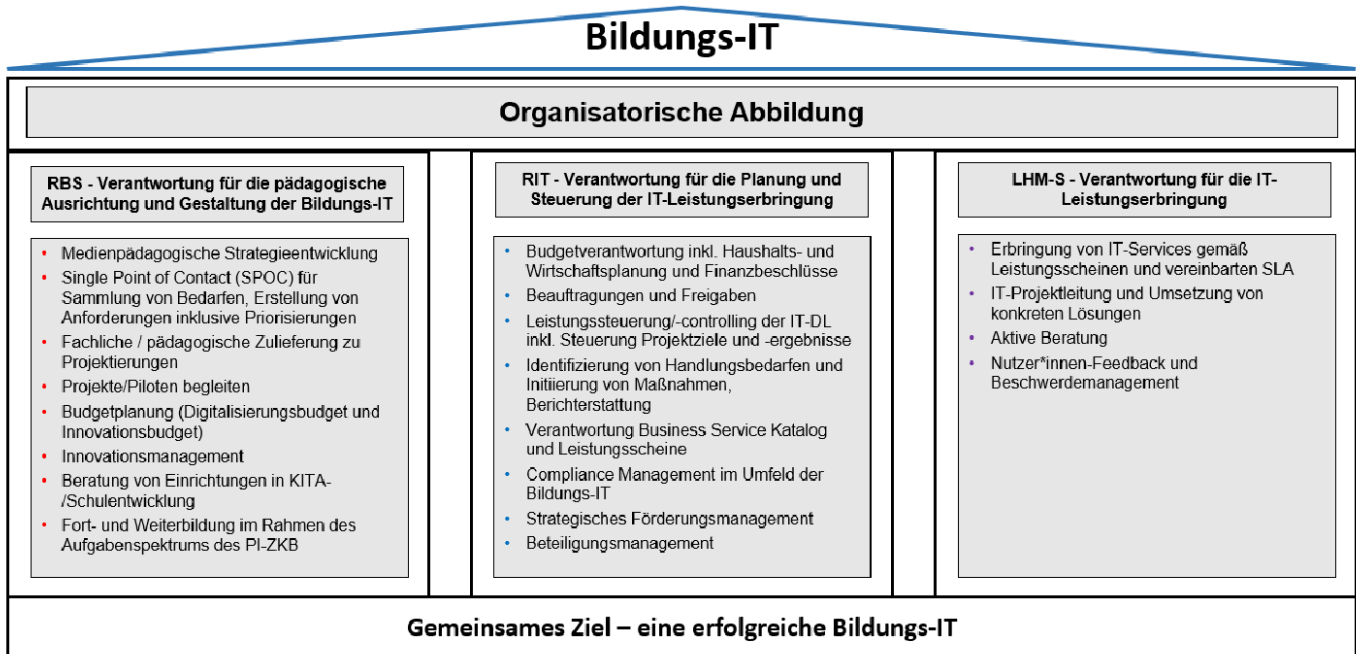 Bildungs-IT
Organisatorische Abbildung
RBS - Verantwortung für die pädagogische
Ausrichtung und Gestaltung der Bildungs-IT
• Medienpädagogische Strategieentwicklung
• Single Point of Contact (SPOC) für
Sammlung von Bedarfen, Erstellung von
Anforderungen inklusive Priorisierungen
• Fachliche / pädagogische Zulieferung zu
Projektierungen
• Projekte/Piloten begleiten
• Budgetplanung (Digitalisierungsbudget und
Innovationsbudget)
• Innovationsmanagement
• Beratung von Einrichtungen in KITA-
/Schulentwicklung
• Fort- und Weiterbildung im Rahmen des
Aufgabenspektrums des PI-ZKB
RIT - Verantwortung für die Planung und
Steuerung der IT-Leistungserbringung
• Budgetverantwortung inkl. Haushalts- und
Wirtschaftsplanung und Finanzbeschlüsse
• Beauftragungen und Freigaben
• Leistungssteuerung/-controlling der IT-DL
inkl. Steuerung Projektziele und -ergebnisse
• Identifizierung von Handlungsbedarfen und
Initiierung von Maßnahmen,
Berichterstattung
• Verantwortung Business Service Katalog
und Leistungsscheine
• Compliance Management im Umfeld der
Bildungs-IT
• Strategisches Förderungsmanagement
• Beteiligungsmanagement
LHM-S - Verantwortung für die IT-
Leistungserbringung
• Erbringung von IT-Services gemäß
Leistungsscheinen und vereinbarten SLA
• IT-Projektleitung und Umsetzung von
konkreten Lösungen
• Aktive Beratung
• Nutzer*innen-Feedback und
Beschwerdemanagement
Gemeinsames Ziel – eine erfolgreiche Bildungs-IT